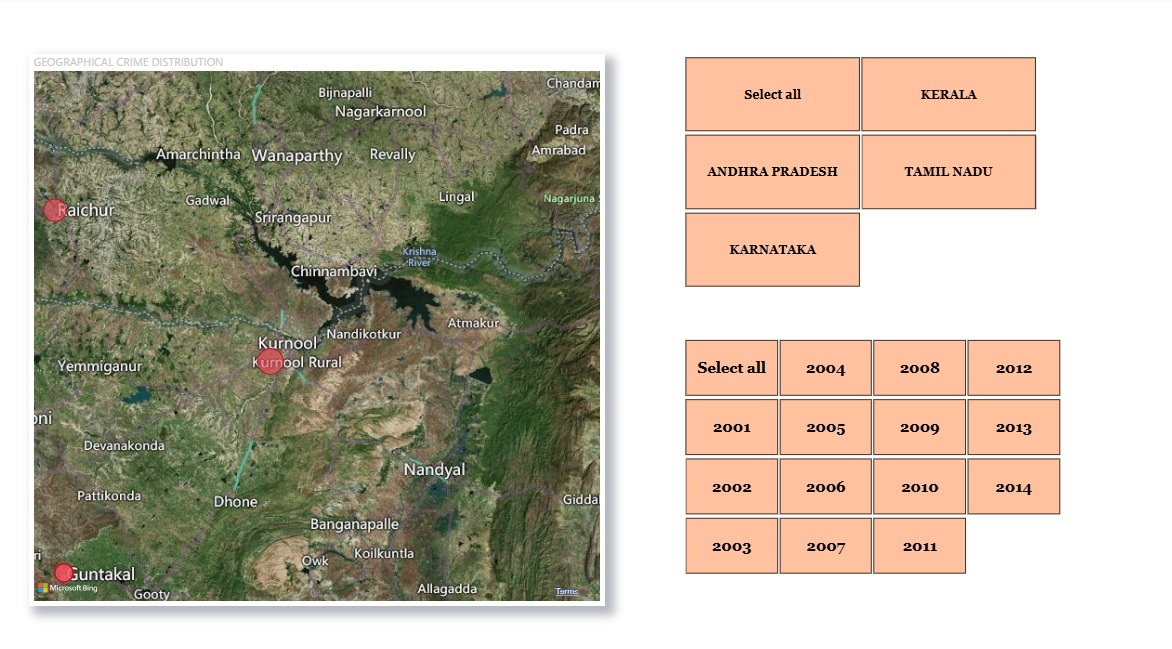 GEOGRAPHICAL CRIME DISTRIBUTION
Chandam
Bijnapalli
Nagarkarnool
Padra
Amrabad
Amarchintha
Wanaparthy
Revally
Raichur
Gadwal
Lingal
Nagarjuna S
Srirangapur
Krishna
River
Chinnambavi
Atmakur
Nandikotkur
Kurnool
Kurnool Rural
Yemmiganur
oni
Devanakonda
Nandyal
Pattikonda
Dhone
Giddal
Banganapalle
ri
Koilkuntla
Owk
Guntakal
Microsoft Bing
Gooty
Allagadda
Terms
Select all KERALA
ANDHRA PRADESH TAMIL NADU
KARNATAKA
Select all 2004 2008 2012
2001 2005 2009 2013
2002 2006 2010 2014
2003 2007 2011